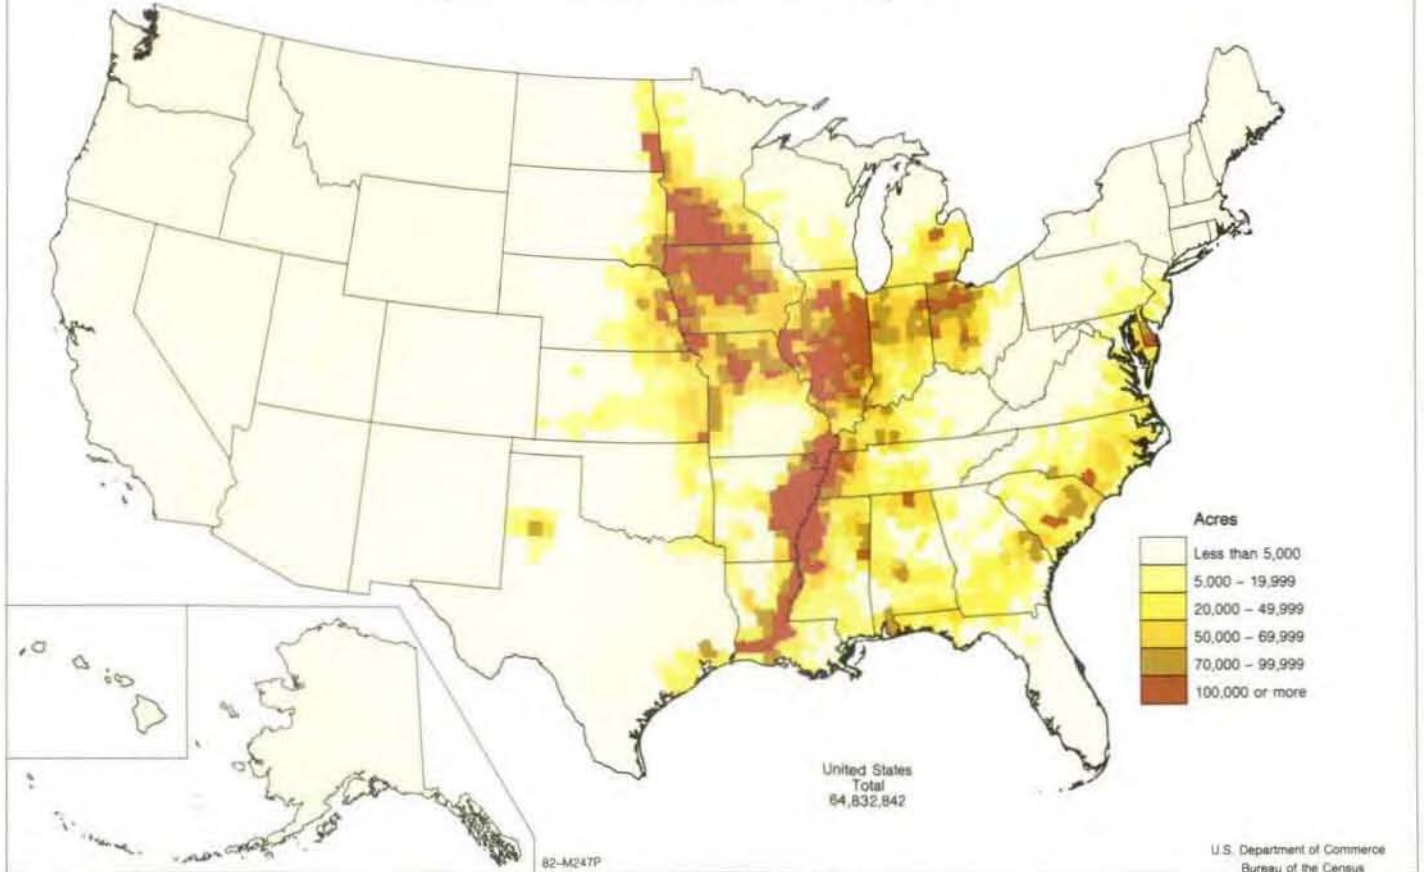 Acres
Less than 5,000
5,000 – 19,999
20,000 – 49,999
50,000 – 69,999
70,000 – 99,999
100,000 or more
United States
Total
64,832,842
82-M247P
U.S. Department of Commerce
Bureau of the Census